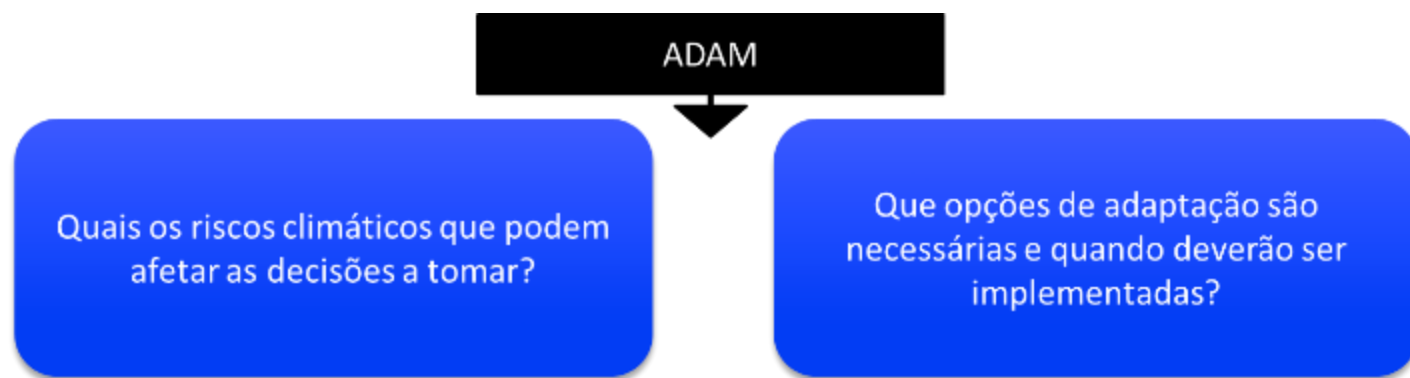 ADAM
Quais os riscos climáticos que podem
afetar as decisões a tomar?
Que opções de adaptação são
necessárias e quando deverão ser
implementadas?